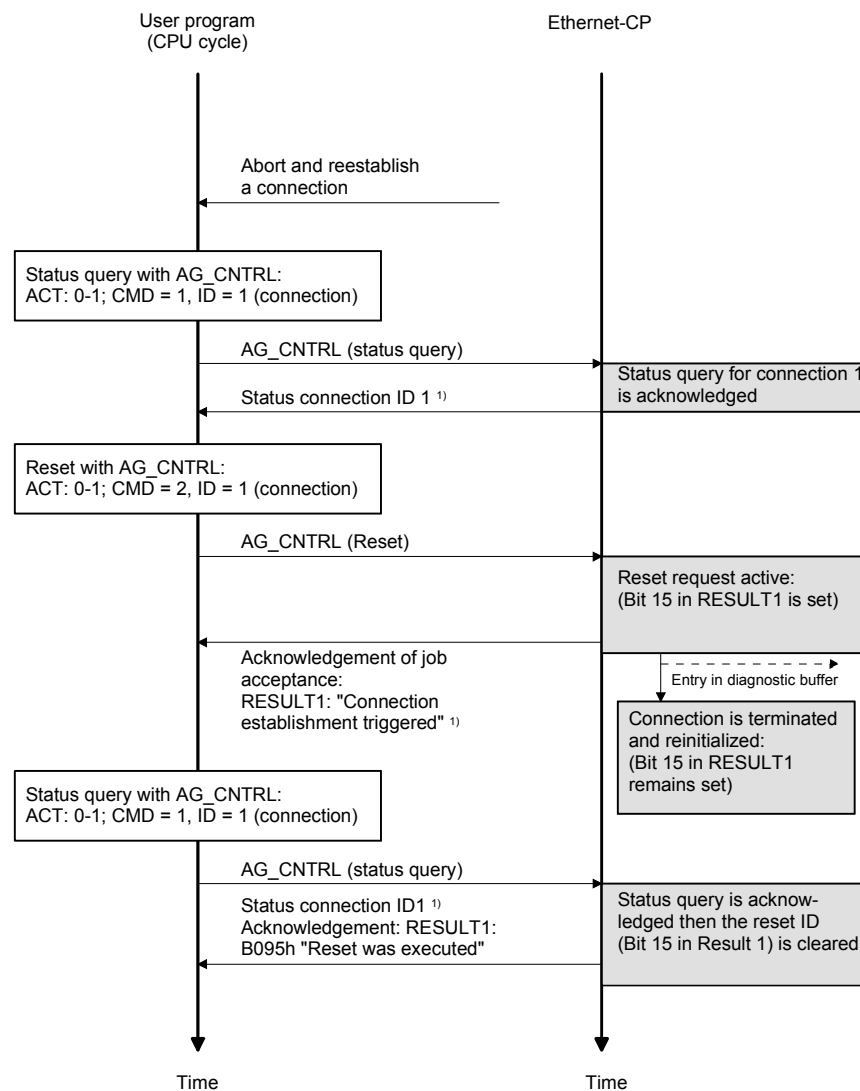 User program
(CPU cycle)
Ethernet-CP
Abort and reestablish
a connection
Status query with AG_CNTRL:
ACT: 0-1; CMD = 1, ID = 1 (connection)
AG_CNTRL (status query)
Status query for connection 1
is acknowledged
Status connection ID 1 1)
Reset with AG_CNTRL:
ACT: 0-1; CMD = 2, ID = 1 (connection)
AG_CNTRL (Reset)
Reset request active:
(Bit 15 in RESULT1 is set)
Acknowledgement of job
acceptance:
RESULT1: "Connection
establishment triggered" 1)
Entry in diagnostic buffer
Connection is terminated
and reinitialized:
(Bit 15 in RESULT1
remains set)
Status query with AG_CNTRL:
ACT: 0-1; CMD = 1, ID = 1 (connection)
AG_CNTRL (status query)
Status connection ID1 1)
Acknowledgement: RESULT1:
B095h "Reset was executed"
Status query is acknow-
ledged then the reset ID
(Bit 15 in Result 1) is cleared
Time
Time